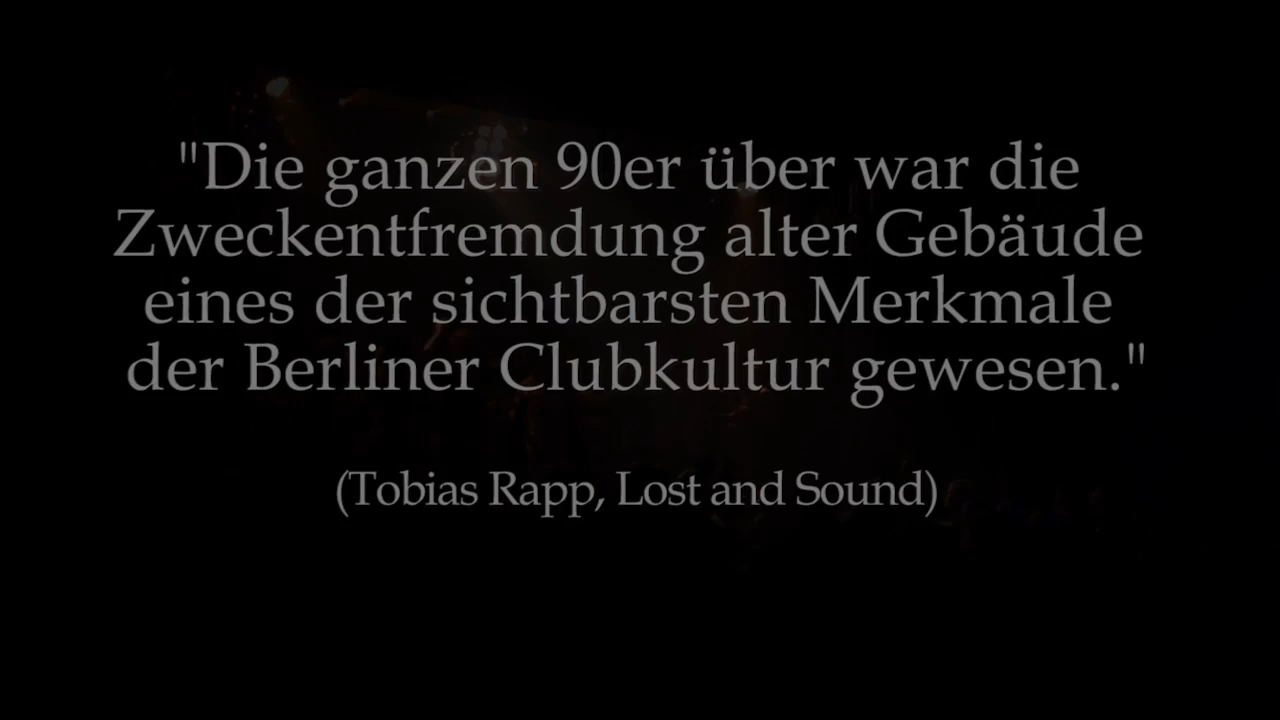 "Die ganzen 90er über war die
Zweckentfremdung alter Gebäude
eines der sichtbarsten Merkmale
der Berliner Clubkultur gewesen."
(Tobias Rapp, Lost and Sound)